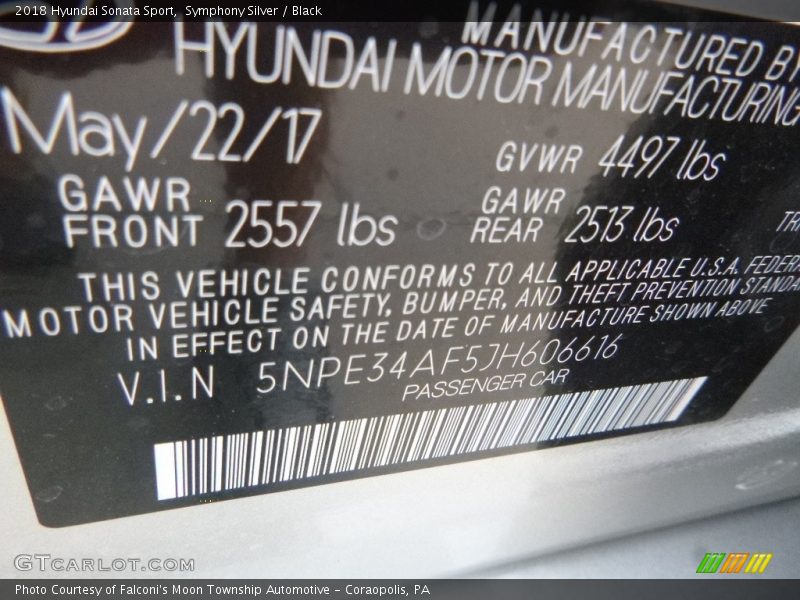 2018 Hyundai Sonata Sport,  Symphony Silver / Black
MANUFACTURED BY
HYUNDAI MOTOR MANUFACTURING
May/22/17
GVWR 4497 lbs
GAWR FRONT 2557 lbs
GAWR REAR 2513 lbs
THIS VEHICLE CONFORMS TO ALL APPLICABLE U.S.A. FEDER
MOTOR VEHICLE SAFETY, BUMPER, AND THEFT PREVENTION STANDA
IN EFFECT ON THE DATE OF MANUFACTURE SHOWN ABOVE
V.I.N 5NPE34AF5JH606616
PASSENGER CAR
GTCARLOT.COM
Photo Courtesy of Falconi's Moon Township Automotive – Coraopolis, PA